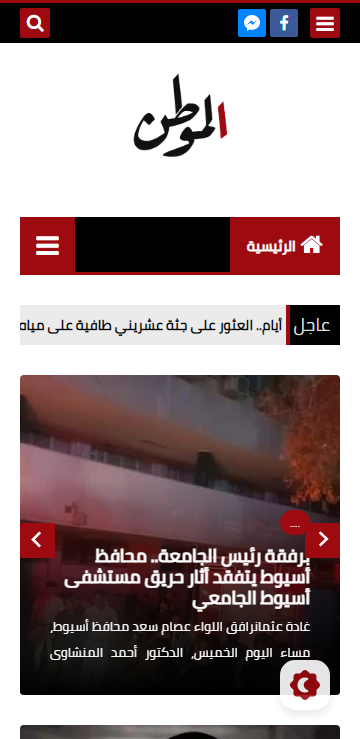 الموطن
الرئيسية
عاجل
أيام.. العثور على جثة عشريني طافية على مياه
....
برفقة رئيس الجامعة.. محافظ
أسيوط يتفقد آثار حريق مستشفى
أسيوط الجامعي
غادة عثمانرافق اللواء عصام سعد محافظ أسيوط،
مساء اليوم الخميس، الدكتور أحمد المنشاوي